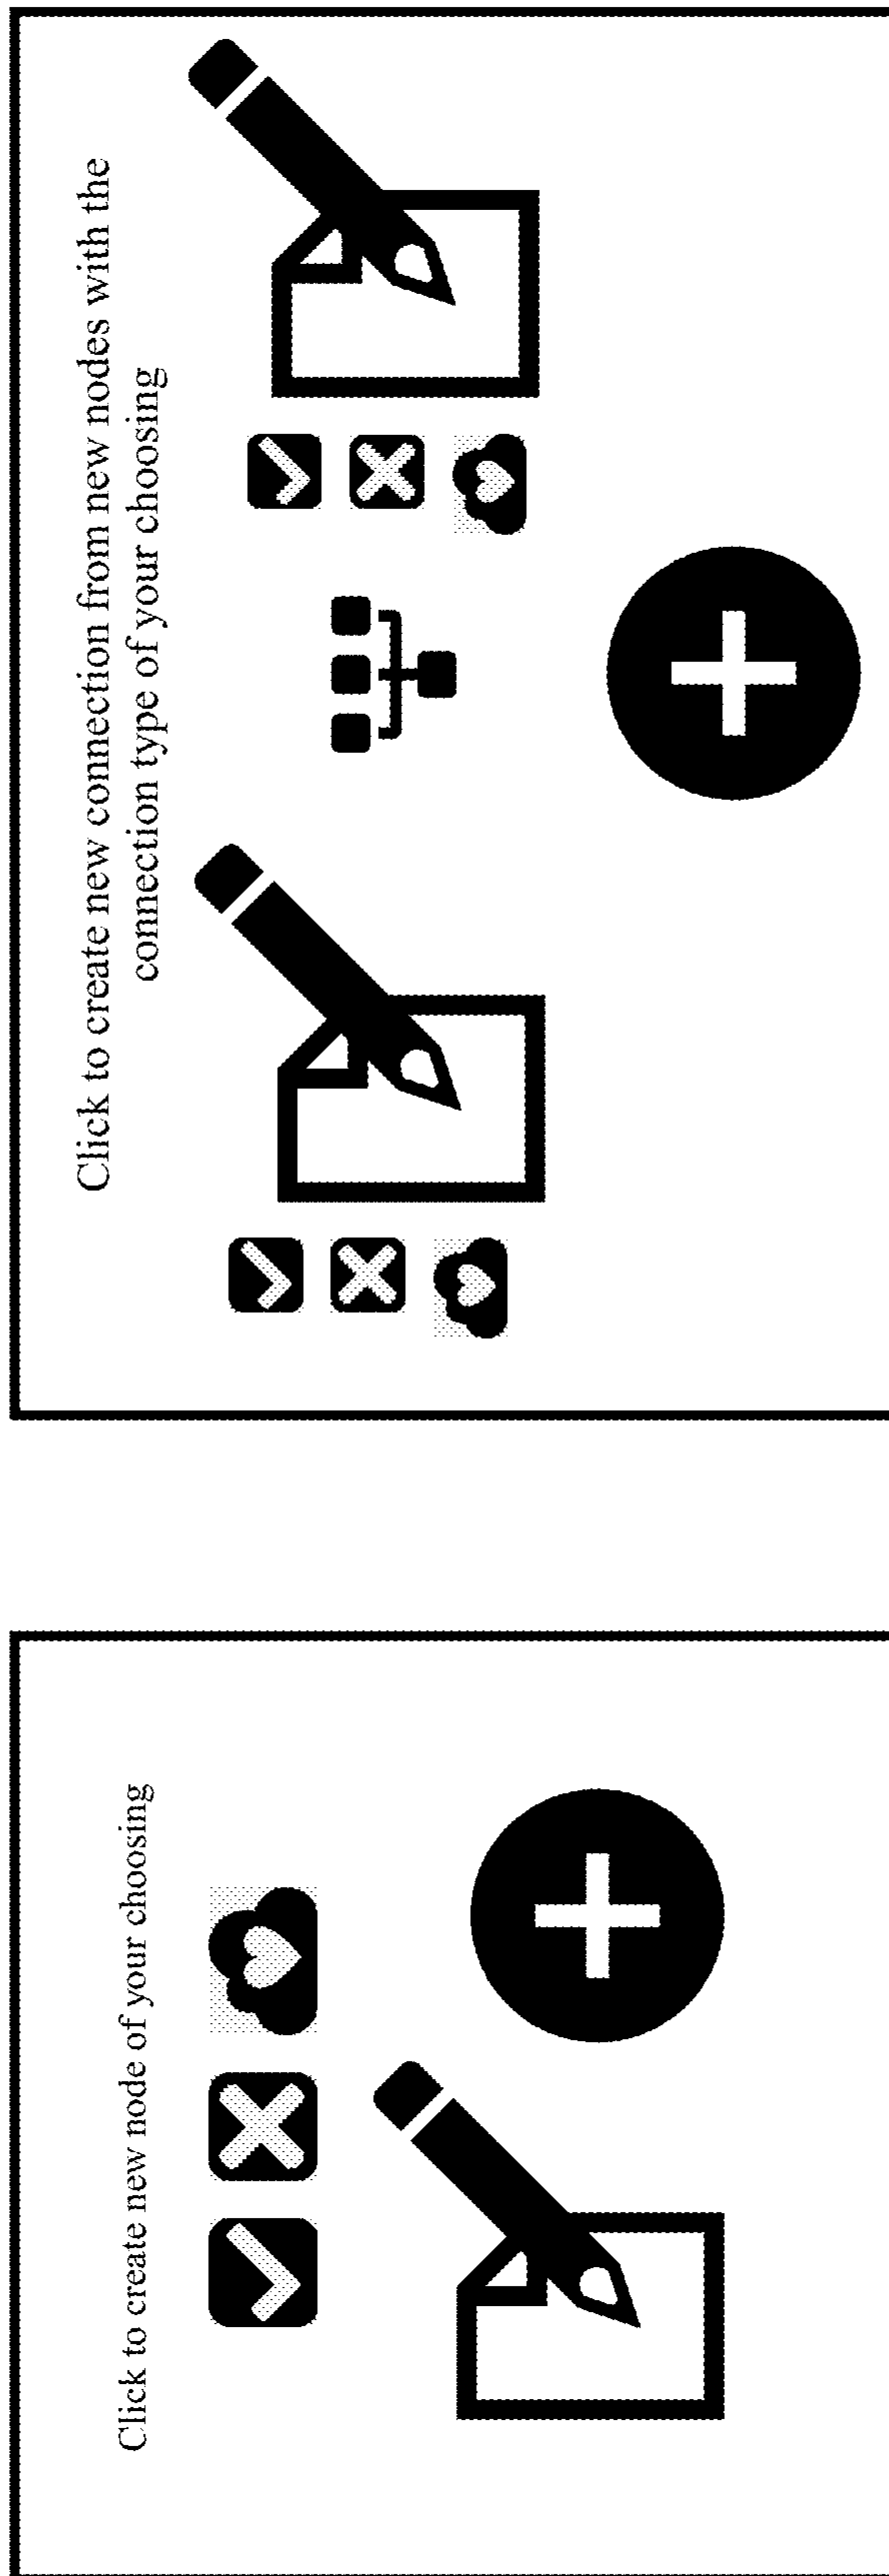 Click to create new node of your choosing
Click to create new connection from new nodes with the
connection type of your choosing